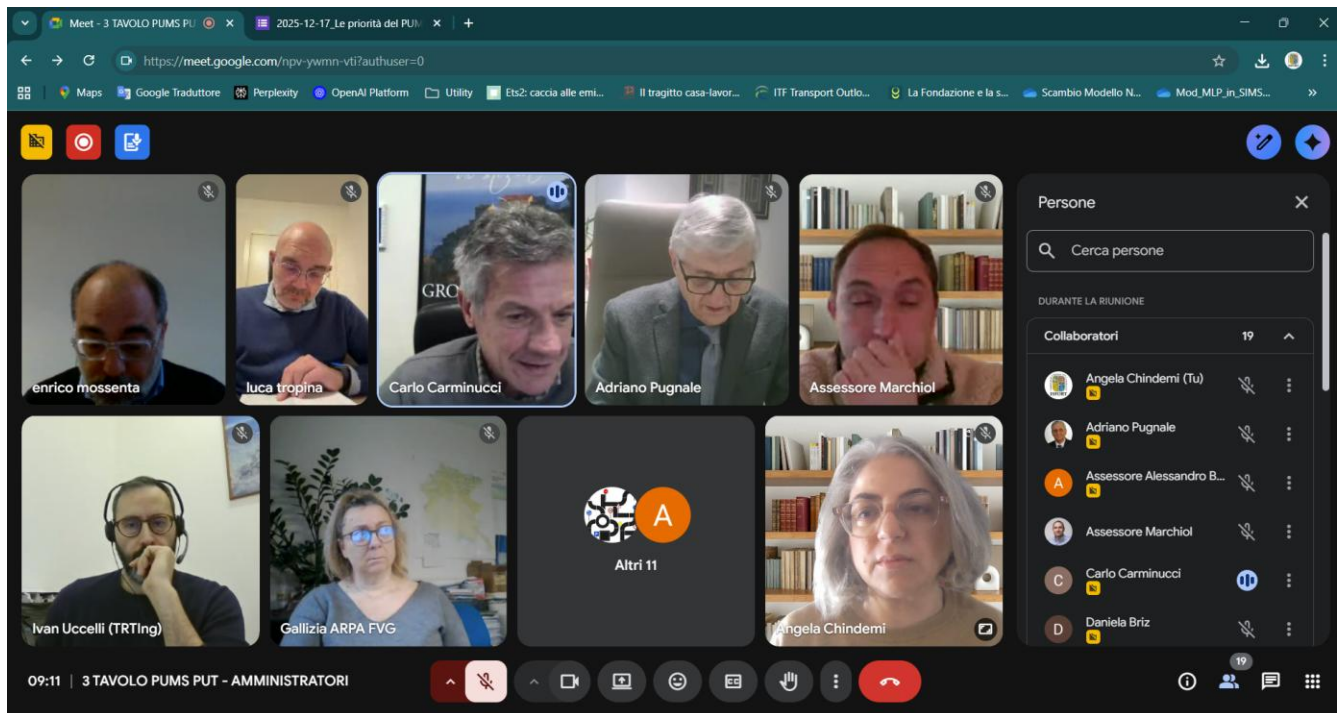 Meet - 3 TAVOLO PUMS PU
2025-12-17_Le priorità del PUM
https://meet.google.com/npv-ywmn-vti?authuser=0
Maps
Google Traduttore
Perplexity
OpenAI Platform
Utility
Ets2: caccia alle emi...
Il tragitto casa-lavor...
ITF Transport Outlo...
La Fondazione e la s...
Scambio Modello N...
Mod_MLP_in_SIMS...
»
GRO
enrico mossenta
luca tropina
Carlo Carminucci
Adriano Pugnale
Assessore Marchiol
Ivan Uccelli (TRTIng)
Gallizia ARPA FVG
A
Altri 11
Angela Chindemi
Persone
Cerca persone
DURANTE LA RIUNIONE
Collaboratori 19
Angela Chindemi (Tu)
Adriano Pugnale
A Assessore Alessandro B...
Assessore Marchiol
C Carlo Carminucci
D Daniela Briz
09:11 | 3 TAVOLO PUMS PUT - AMMINISTRATORI
19